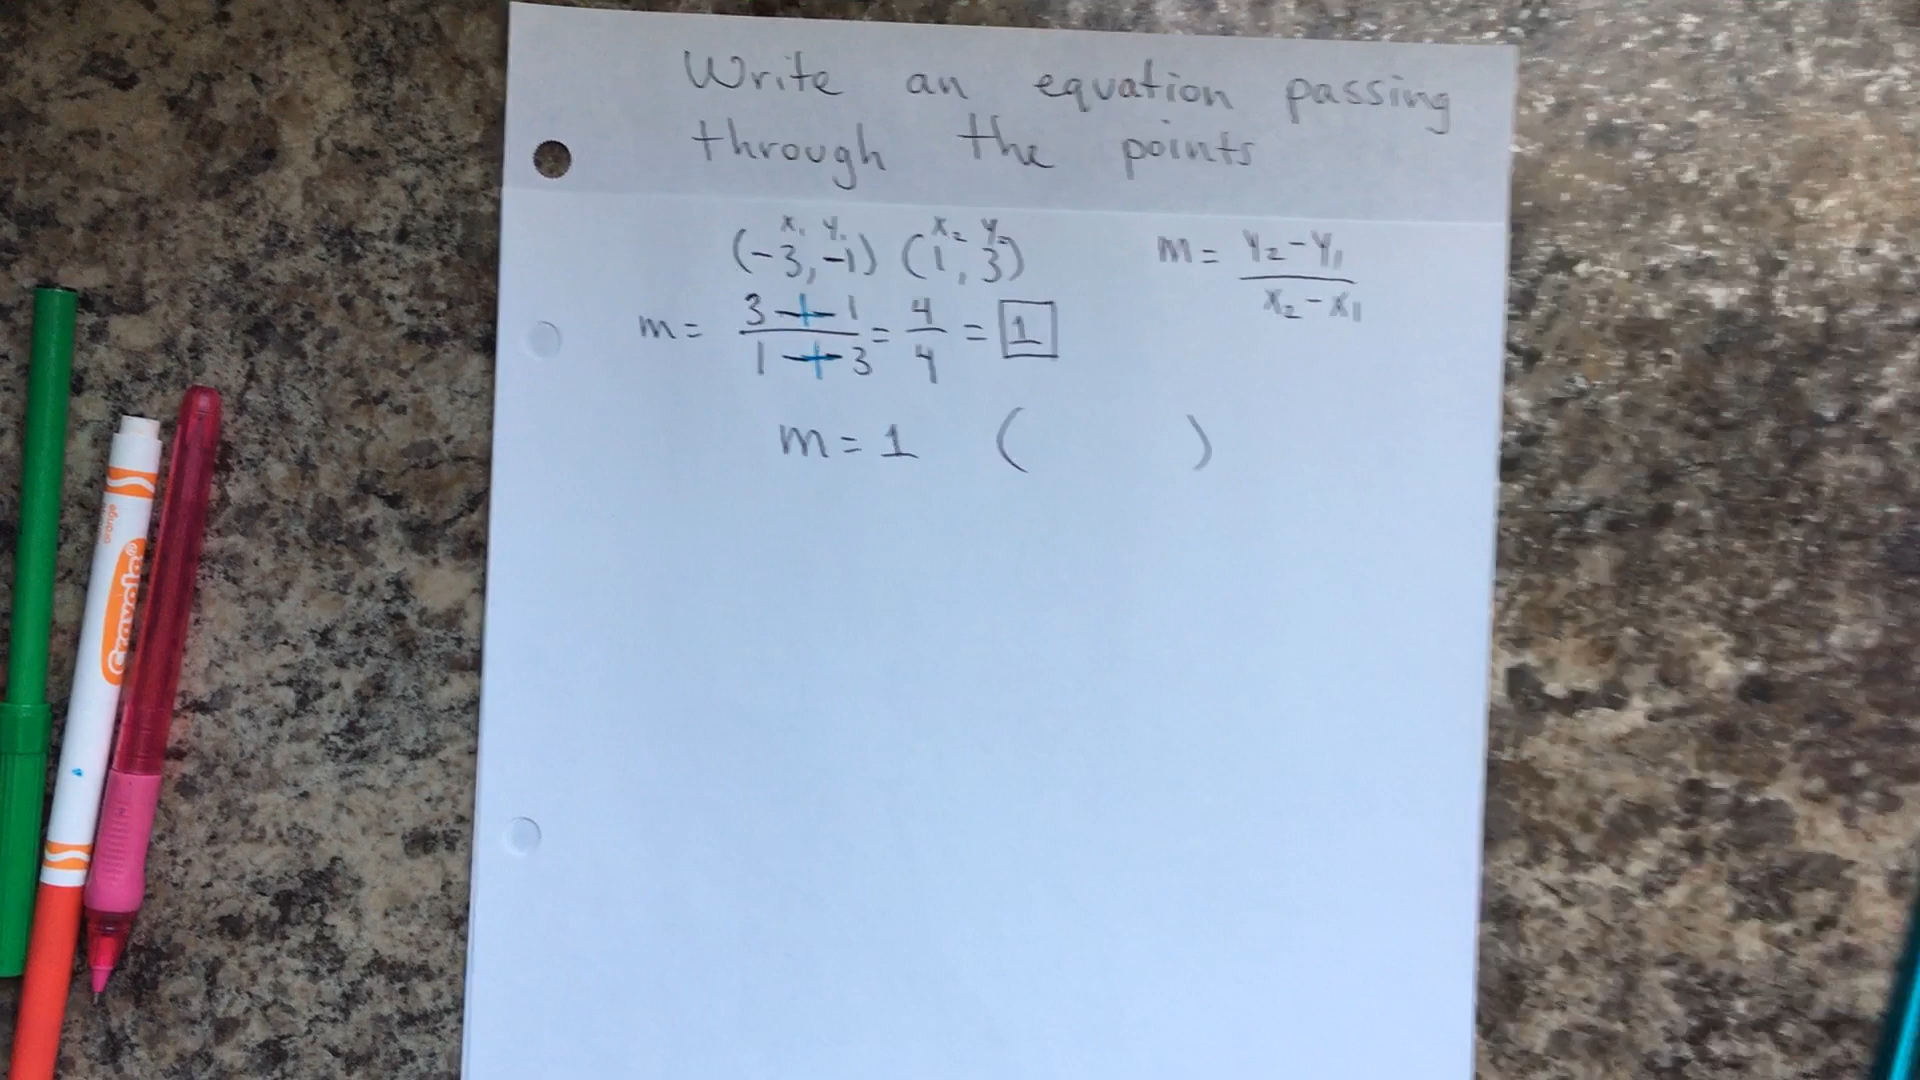 Write an equation passing
through the points
x₁ y₁ x₂ y₂
(-3, -1) (1, 3) m = y₂ - y₁ / x₂ - x₁
m = 3 + 1 / 1 + 3 = 4 / 4 = 1
m = 1 ( )
orange
Crayola®